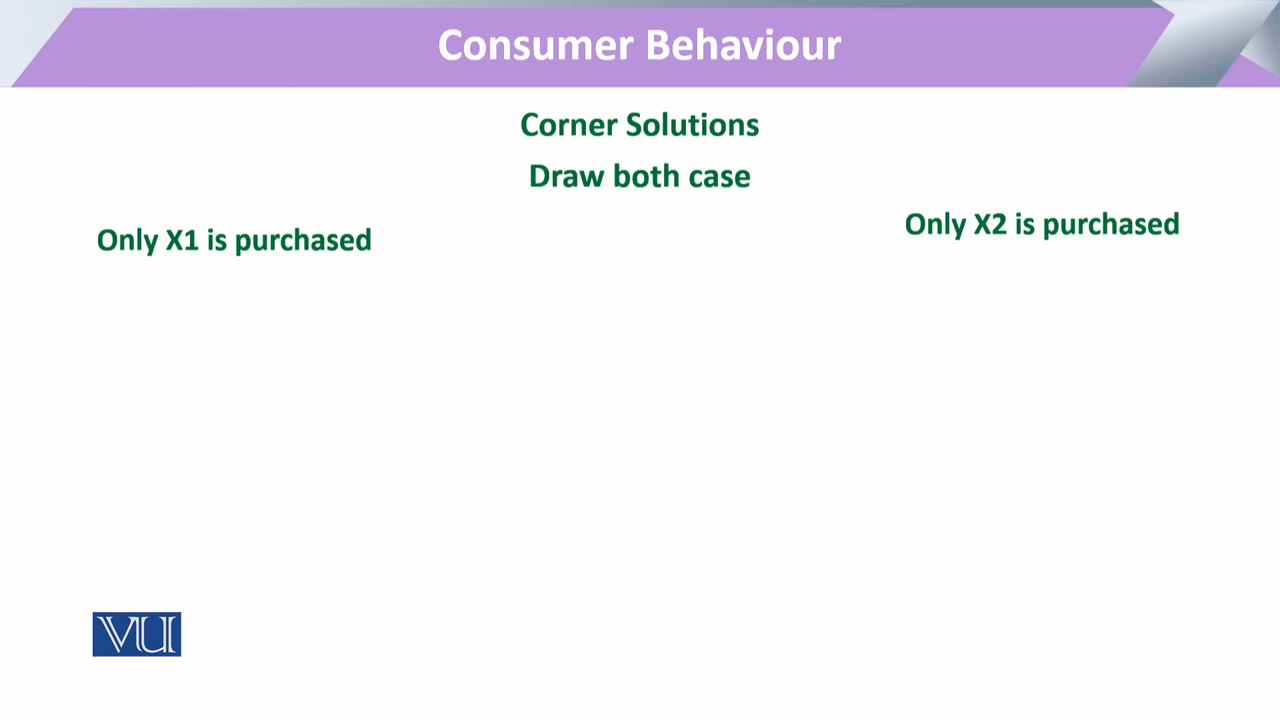 Consumer Behaviour
Corner Solutions
Draw both case
Only X1 is purchased
Only X2 is purchased
VU